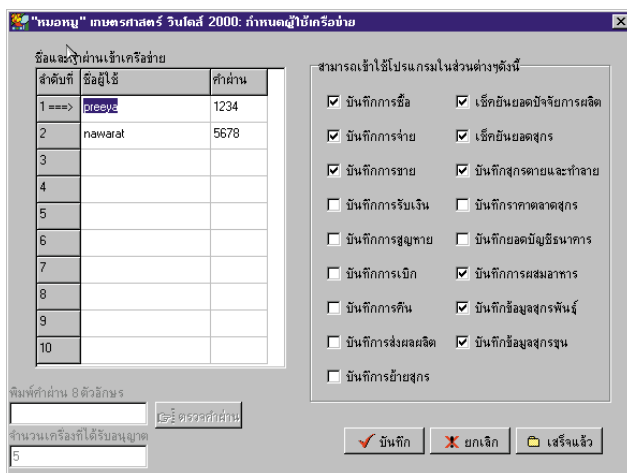 "หมอหมู" เกษตรศาสตร์ วินโดส์ 2000: กำหนดผู้ใช้เครือข่าย
ชื่อและคำผ่านเข้าเครือข่าย
ลำดับที่ ชื่อผู้ใช้ คำผ่าน
1 ===> preeya 1234
2 nawarat 5678
3
4
5
6
7
8
9
10
พิมพ์คำผ่าน 8 ตัวอักษร
ตรวจคำผ่าน
จำนวนเครื่องที่ได้รับอนุญาต
5
สามารถเข้าใช้โปรแกรมในส่วนต่างๆดังนี้
บันทึกการซื้อ เช็คยันยอดปัจจัยการผลิต
บันทึกการจ่าย เช็คยันยอดสุกร
บันทึกการขาย บันทึกสุกรตายและทำลาย
บันทึกการรับเงิน บันทึกราคาตลาดสุกร
บันทึกการสูญหาย บันทึกยอดบัญชีธนาคาร
บันทึกการเบิก บันทึกการผสมอาหาร
บันทึกการคืน บันทึกข้อมูลสุกรพันธุ์
บันทึการส่งผลผลิต บันทึกข้อมูลสุกรขุน
บันทึการย้ายสุกร
บันทึก ยกเลิก เสร็จแล้ว